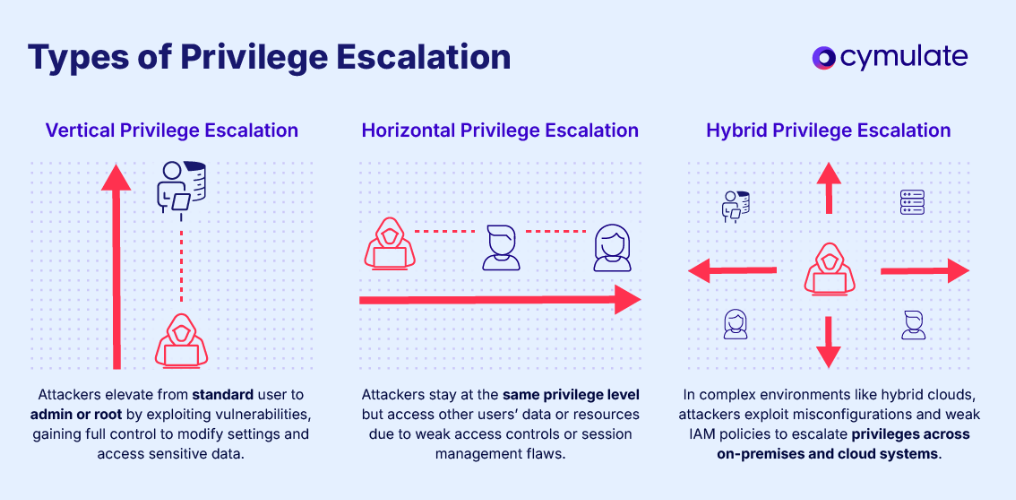 Types of Privilege Escalation
cymulate
Vertical Privilege Escalation
Attackers elevate from standard user to
admin or root by exploiting vulnerabilities,
gaining full control to modify settings and
access sensitive data.
Horizontal Privilege Escalation
Attackers stay at the same privilege level
but access other users’ data or resources
due to weak access controls or session
management flaws.
Hybrid Privilege Escalation
In complex environments like hybrid clouds,
attackers exploit misconfigurations and weak
IAM policies to escalate privileges across
on-premises and cloud systems.